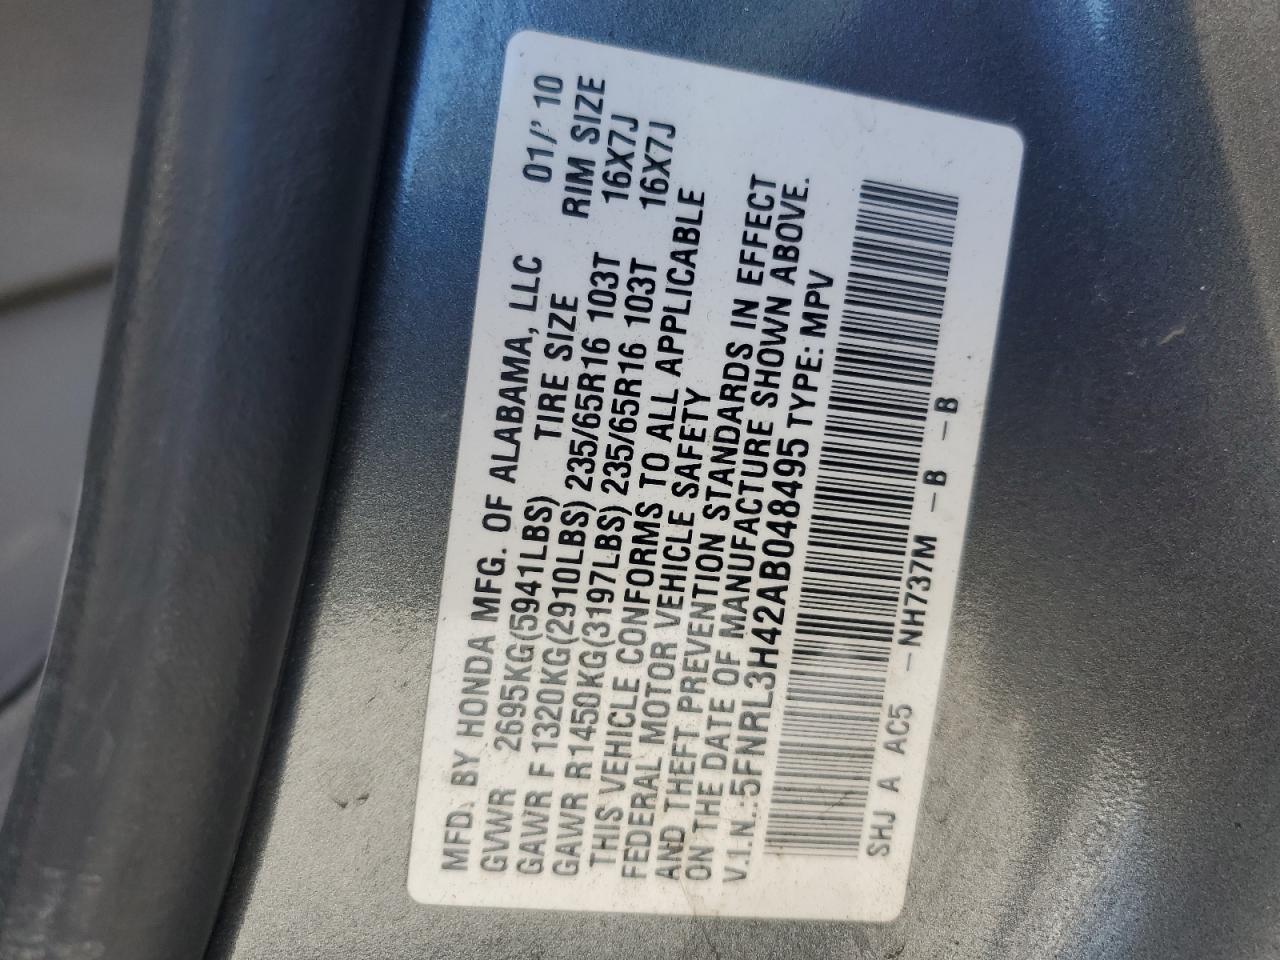 MFD. BY HONDA MFG. OF ALABAMA, LLC 01/' 10
GVWR 2695KG(5941LBS) TIRE SIZE RIM SIZE
GAWR F 1320KG(2910LBS) 235/65R16 103T 16X7J
GAWR R1450KG(3197LBS) 235/65R16 103T 16X7J
THIS VEHICLE CONFORMS TO ALL APPLICABLE
FEDERAL MOTOR VEHICLE SAFETY
AND THEFT PREVENTION STANDARDS IN EFFECT
ON THE DATE OF MANUFACTURE SHOWN ABOVE.
V.I.N.:5FNRL3H42AB048495 TYPE: MPV
SHJ A AC5 -NH737M -B -B